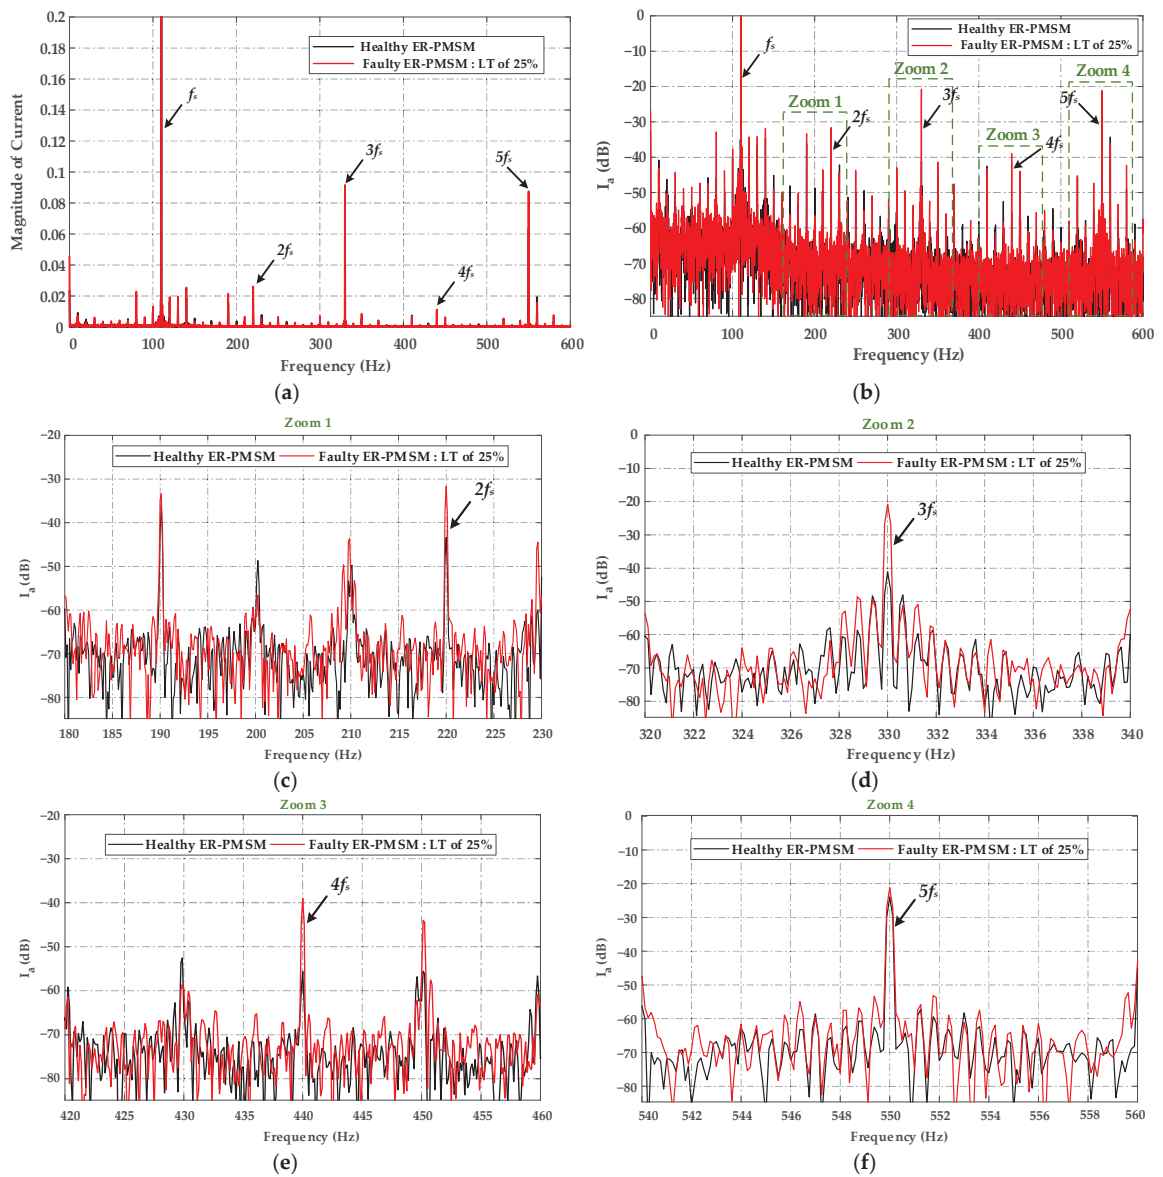 0.2
0.18
0.16
0.14
0.12
0.1
0.08
0.06
0.04
0.02
0
Magnitude of Current
Healthy ER-PMSM
Faulty ER-PMSM : LT of 25%
fs
2fs
3fs
4fs
5fs
0 100 200 300 400 500 600
Frequency (Hz)
(a)
0
−10
−20
−30
−40
−50
−60
−70
−80
Ia (dB)
Healthy ER-PMSM
Faulty ER-PMSM : LT of 25%
fs
Zoom 1
2fs
Zoom 2
3fs
Zoom 3
4fs
Zoom 4
5fs
0 100 200 300 400 500 600
Frequency (Hz)
(b)
Zoom 1
−20
−30
−40
−50
−60
−70
−80
Ia (dB)
Healthy ER-PMSM Faulty ER-PMSM : LT of 25%
2fs
180 185 190 195 200 205 210 215 220 225 230
Frequency (Hz)
(c)
Zoom 2
0
−10
−20
−30
−40
−50
−60
−70
−80
Ia (dB)
Healthy ER-PMSM Faulty ER-PMSM : LT of 25%
3fs
320 322 324 326 328 330 332 334 336 338 340
Frequency (Hz)
(d)
Zoom 3
−20
−30
−40
−50
−60
−70
−80
Ia (dB)
Healthy ER-PMSM Faulty ER-PMSM : LT of 25%
4fs
420 425 430 435 440 445 450 455 460
Frequency (Hz)
(e)
Zoom 4
0
−10
−20
−30
−40
−50
−60
−70
−80
Ia (dB)
Healthy ER-PMSM Faulty ER-PMSM : LT of 25%
5fs
540 542 544 546 548 550 552 554 556 558 560
Frequency (Hz)
(f)